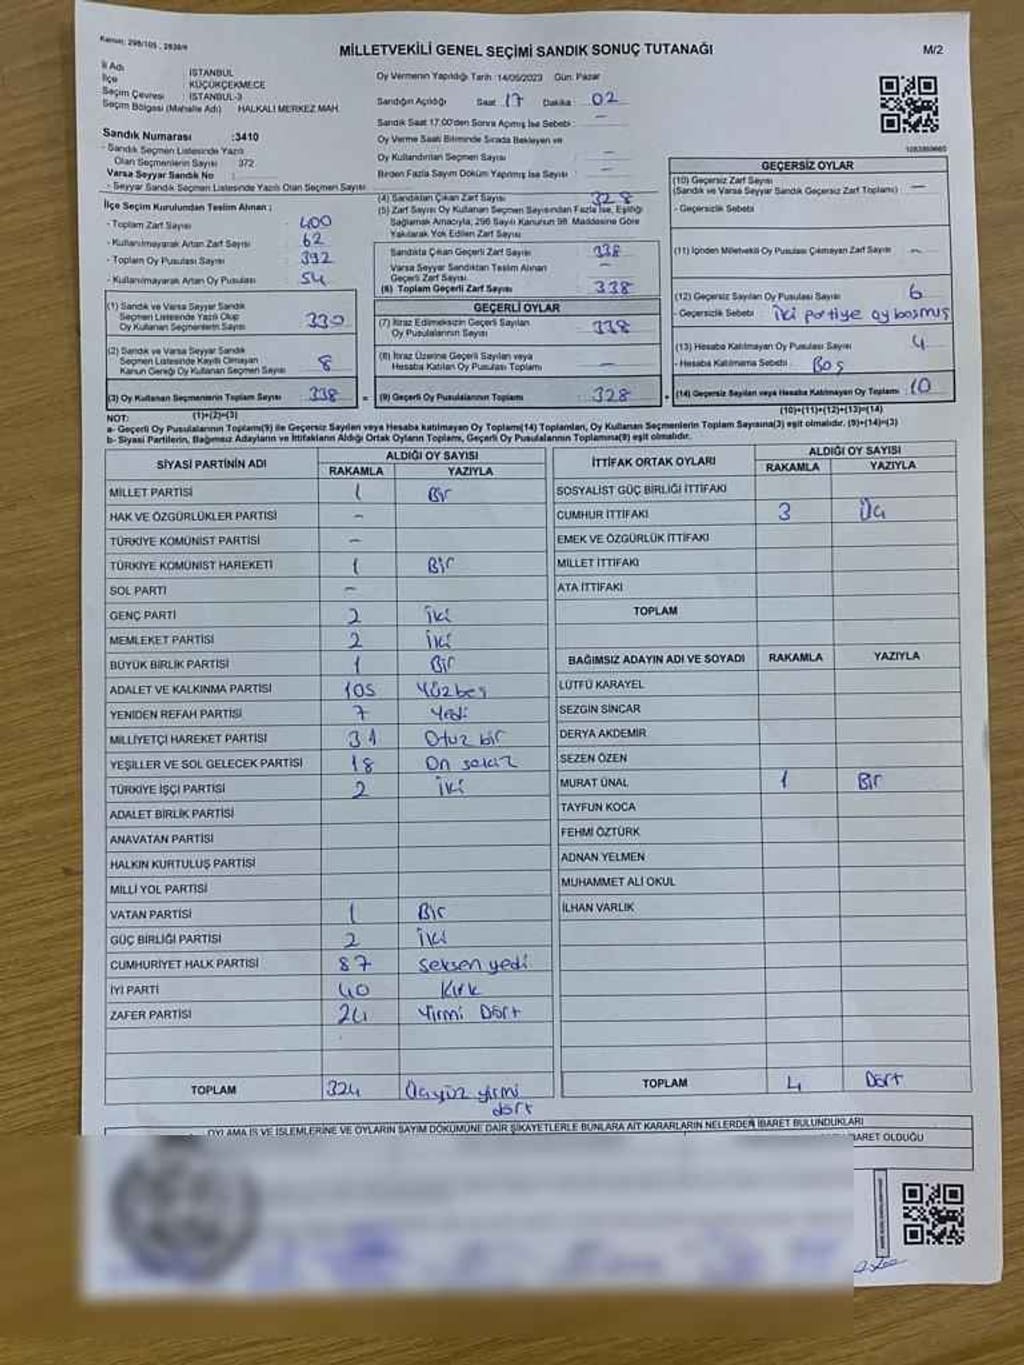 Kanun: 298/105 , 2839/
MİLLETVEKİLİ GENEL SEÇİMİ SANDIK SONUÇ TUTANAĞI
M/2
İl Adı : İSTANBUL
İlçe : KÜÇÜKÇEKMECE
Seçim Çevresi : İSTANBUL-3
Seçim Bölgesi (Mahalle Adı) HALKALI MERKEZ MAH.
Sandık Numarası :3410
- Sandık Seçmen Listesinde Yazılı
Olan Seçmenlerin Sayısı 372
Varsa Seyyar Sandık No :
- Seyyar Sandık Seçmen Listesinde Yazılı Olan Seçmen Sayısı :
İlçe Seçim Kurulundan Teslim Alınan ;
- Toplam Zarf Sayısı : 400
- Kullanılmayarak Artan Zarf Sayısı : 62
- Toplam Oy Pusulası Sayısı : 392
- Kullanılmayarak Artan Oy Pusulası : 54
Oy Vermenin Yapıldığı Tarih :14/05/2023 Gün: Pazar
Sandığın Açıldığı Saat : 17 Dakika : 02
Sandık Saat 17:00'den Sonra Açılmış İse Sebebi : —
Oy Verme Saati Bitiminde Sırada Bekleyen ve
Oy Kullandırılan Seçmen Sayısı : —
Birden Fazla Sayım Döküm Yapılmış İse Sayısı : —
(4) Sandıktan Çıkan Zarf Sayısı : 328
(5) Zarf Sayısı Oy Kullanan Seçmen Sayısından Fazla İse, Eşitliği
Sağlamak Amacıyla; 298 Sayılı Kanunun 98. Maddesine Göre
Yakılarak Yok Edilen Zarf Sayısı :
Sandıkta Çıkan Geçerli Zarf Sayısı : 338
Varsa Seyyar Sandıktan Teslim Alınan
Geçerli Zarf Sayısı : —
(6) Toplam Geçerli Zarf Sayısı : 338
GEÇERLİ OYLAR
(7) İtiraz Edilmeksizin Geçerli Sayılan
Oy Pusulasının Sayısı : 338
(8) İtiraz Üzerine Geçerli Sayılan veya
Hesaba Katılan Oy Pusulası Toplamı : —
(9) Geçerli Oy Pusulalarının Toplamı : 328
1083860660
GEÇERSİZ OYLAR
(10) Geçersiz Zarf Sayısı
(Sandık ve Varsa Seyyar Sandık Geçersiz Zarf Toplamı) : —
- Geçersizlik Sebebi :
(11) İçinden Milletvekili Oy Pusulası Çıkmayan Zarf Sayısı : —
(12) Geçersiz Sayılan Oy Pusulası Sayısı : 6
- Geçersizlik Sebebi : iki partiye oy basmış
(13) Hesaba Katılmayan Oy Pusulası Sayısı : 4
- Hesaba Katılmama Sebebi : Boş
(14) Geçersiz Sayılan veya Hesaba Katılmayan Oy Toplamı : 10
(10)+(11)+(12)+(13)=(14)
(1) Sandık ve Varsa Seyyar Sandık
Seçmen Listesinde Yazılı Olup
Oy Kullanan Seçmenlerin Sayısı : 330
(2) Sandık ve Varsa Seyyar Sandık
Seçmen Listesinde Kayıtlı Olmayan
Kanun Gereği Oy Kullanan Seçmen Sayısı : 8
(3) Oy Kullanan Seçmenlerin Toplam Sayısı : 338
NOT: (1)+(2)=(3)
a- Geçerli Oy Pusulalarının Toplamı(9) ile Geçersiz Sayılan veya Hesaba katılmayan Oy Toplamı(14) Toplamları, Oy Kullanan Seçmenlerin Toplam Sayısına(3) eşit olmalıdır. (9)+(14)=(3)
b- Siyasi Partilerin, Bağımsız Adayların ve İttifakların Aldığı Ortak Oyların Toplamı, Geçerli Oy Pusulalarının Toplamına(9) eşit olmalıdır.
SİYASİ PARTİNİN ADI ALDIĞI OY SAYISI
RAKAMLA YAZIYLA
MİLLET PARTİSİ 1 Bir
HAK VE ÖZGÜRLÜKLER PARTİSİ —
TÜRKİYE KOMÜNİST PARTİSİ —
TÜRKİYE KOMÜNİST HAREKETİ 1 Bir
SOL PARTİ —
GENÇ PARTİ 2 iki
MEMLEKET PARTİSİ 2 iki
BÜYÜK BİRLİK PARTİSİ 1 Bir
ADALET VE KALKINMA PARTİSİ 105 Yüzbeş
YENİDEN REFAH PARTİSİ 7 Yedi
MİLLİYETÇİ HAREKET PARTİSİ 31 Otuz bir
YEŞİLLER VE SOL GELECEK PARTİSİ 18 On sekiz
TÜRKİYE İŞÇİ PARTİSİ 2 iki
ADALET BİRLİK PARTİSİ
ANAVATAN PARTİSİ
HALKIN KURTULUŞ PARTİSİ
MİLLİ YOL PARTİSİ
VATAN PARTİSİ 1 Bir
GÜÇ BİRLİĞİ PARTİSİ 2 iki
CUMHURİYET HALK PARTİSİ 87 seksen yedi
İYİ PARTİ 40 Kırk
ZAFER PARTİSİ 24 Yirmi Dört
TOPLAM 324 Üçyüz yirmi
dört
İTTİFAK ORTAK OYLARI ALDIĞI OY SAYISI
RAKAMLA YAZIYLA
SOSYALİST GÜÇ BİRLİĞİ İTTİFAKI
CUMHUR İTTİFAKI 3 Üç
EMEK VE ÖZGÜRLÜK İTTİFAKI
MİLLET İTTİFAKI
ATA İTTİFAKI
TOPLAM
BAĞIMSIZ ADAYIN ADI VE SOYADI RAKAMLA YAZIYLA
LÜTFÜ KARAYEL
SEZGİN SİNCAR
DERYA AKDEMİR
SEZEN ÖZEN
MURAT ÜNAL 1 Bir
TAYFUN KOCA
FEHMİ ÖZTÜRK
ADNAN YELMEN
MUHAMMET ALİ OKUL
İLHAN VARLIK
TOPLAM 4 Dört
OYLAMA İŞ VE İŞLEMLERİNE VE OYLARIN SAYIM DÖKÜMÜNE DAİR ŞİKAYETLERLE BUNLARA AİT KARARLARIN NELERDEN İBARET BULUNDUKLARI
İBARET OLDUĞU